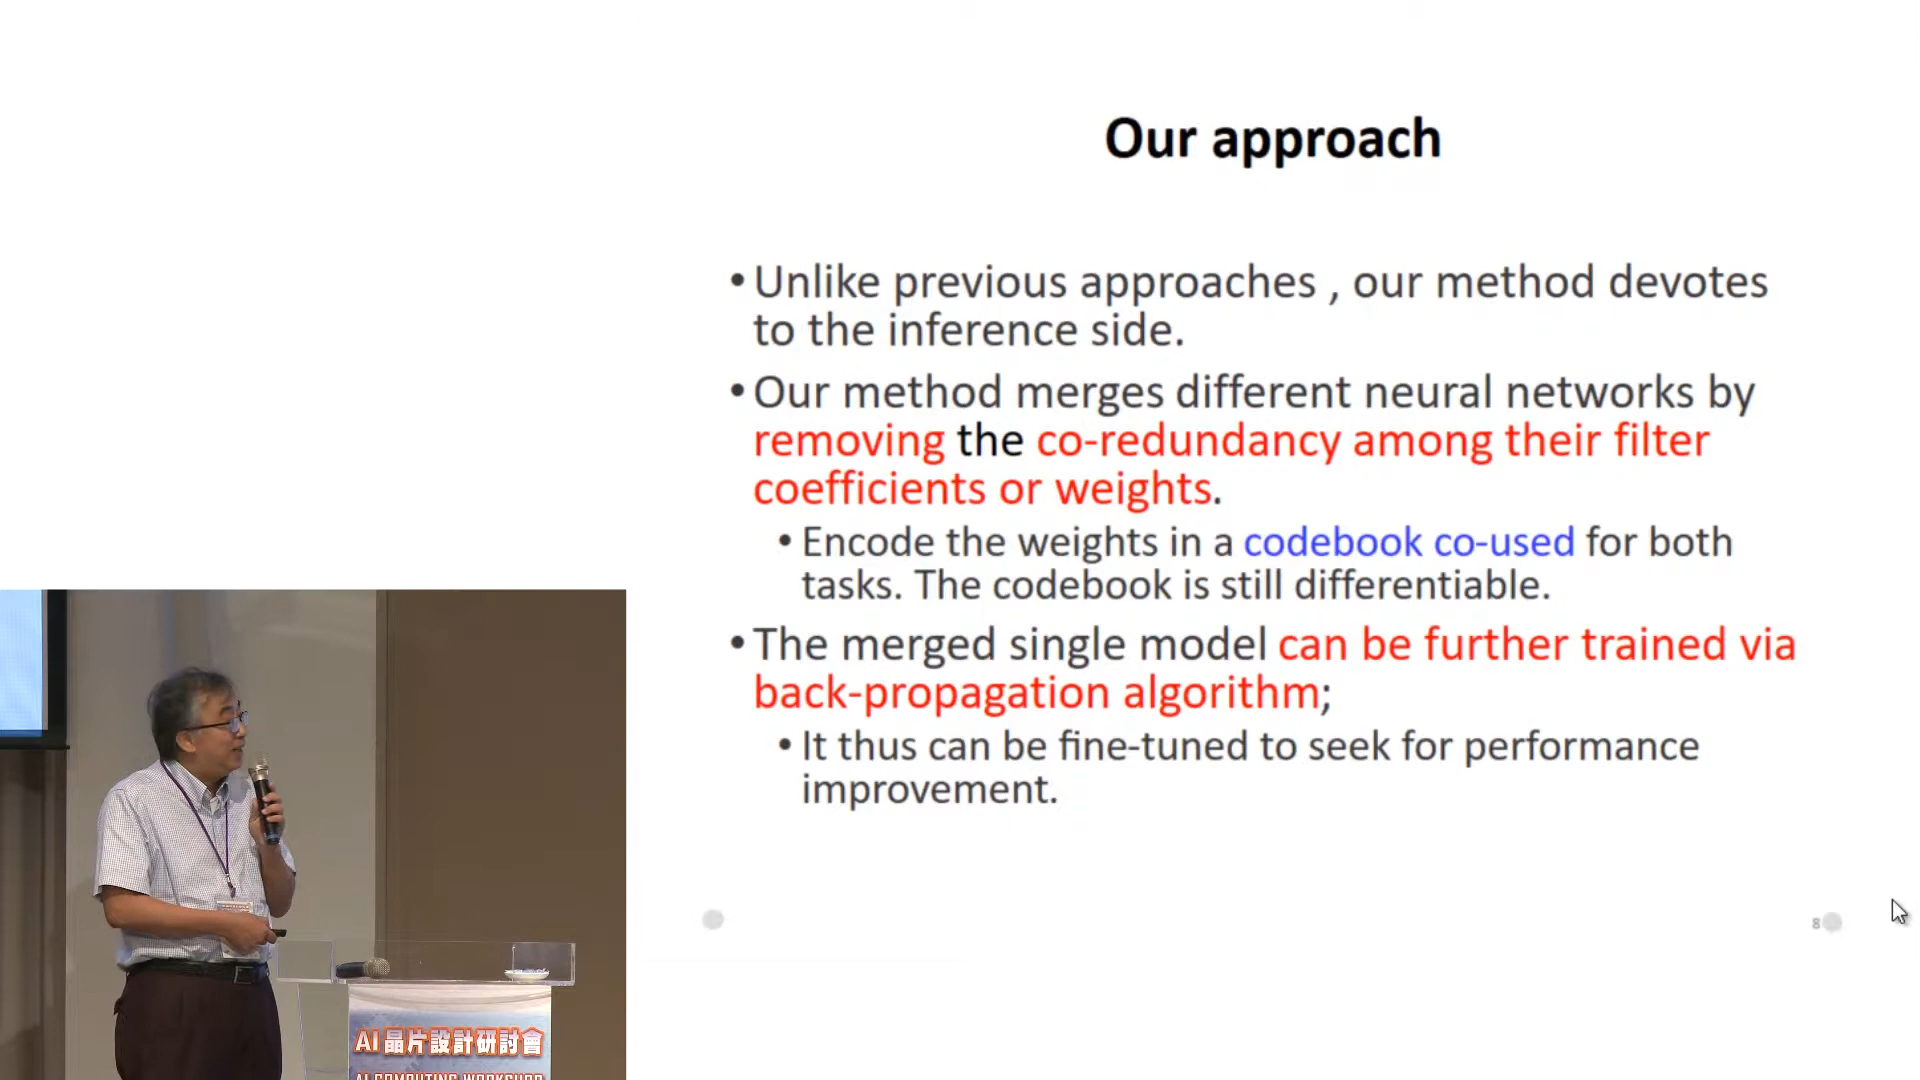 Our approach
• Unlike previous approaches , our method devotes
to the inference side.
• Our method merges different neural networks by
removing the co-redundancy among their filter
coefficients or weights.
• Encode the weights in a codebook co-used for both
tasks. The codebook is still differentiable.
• The merged single model can be further trained via
back-propagation algorithm;
• It thus can be fine-tuned to seek for performance
improvement.
8
AI晶片設計研討會
AI COMPUTING WORKSHOP